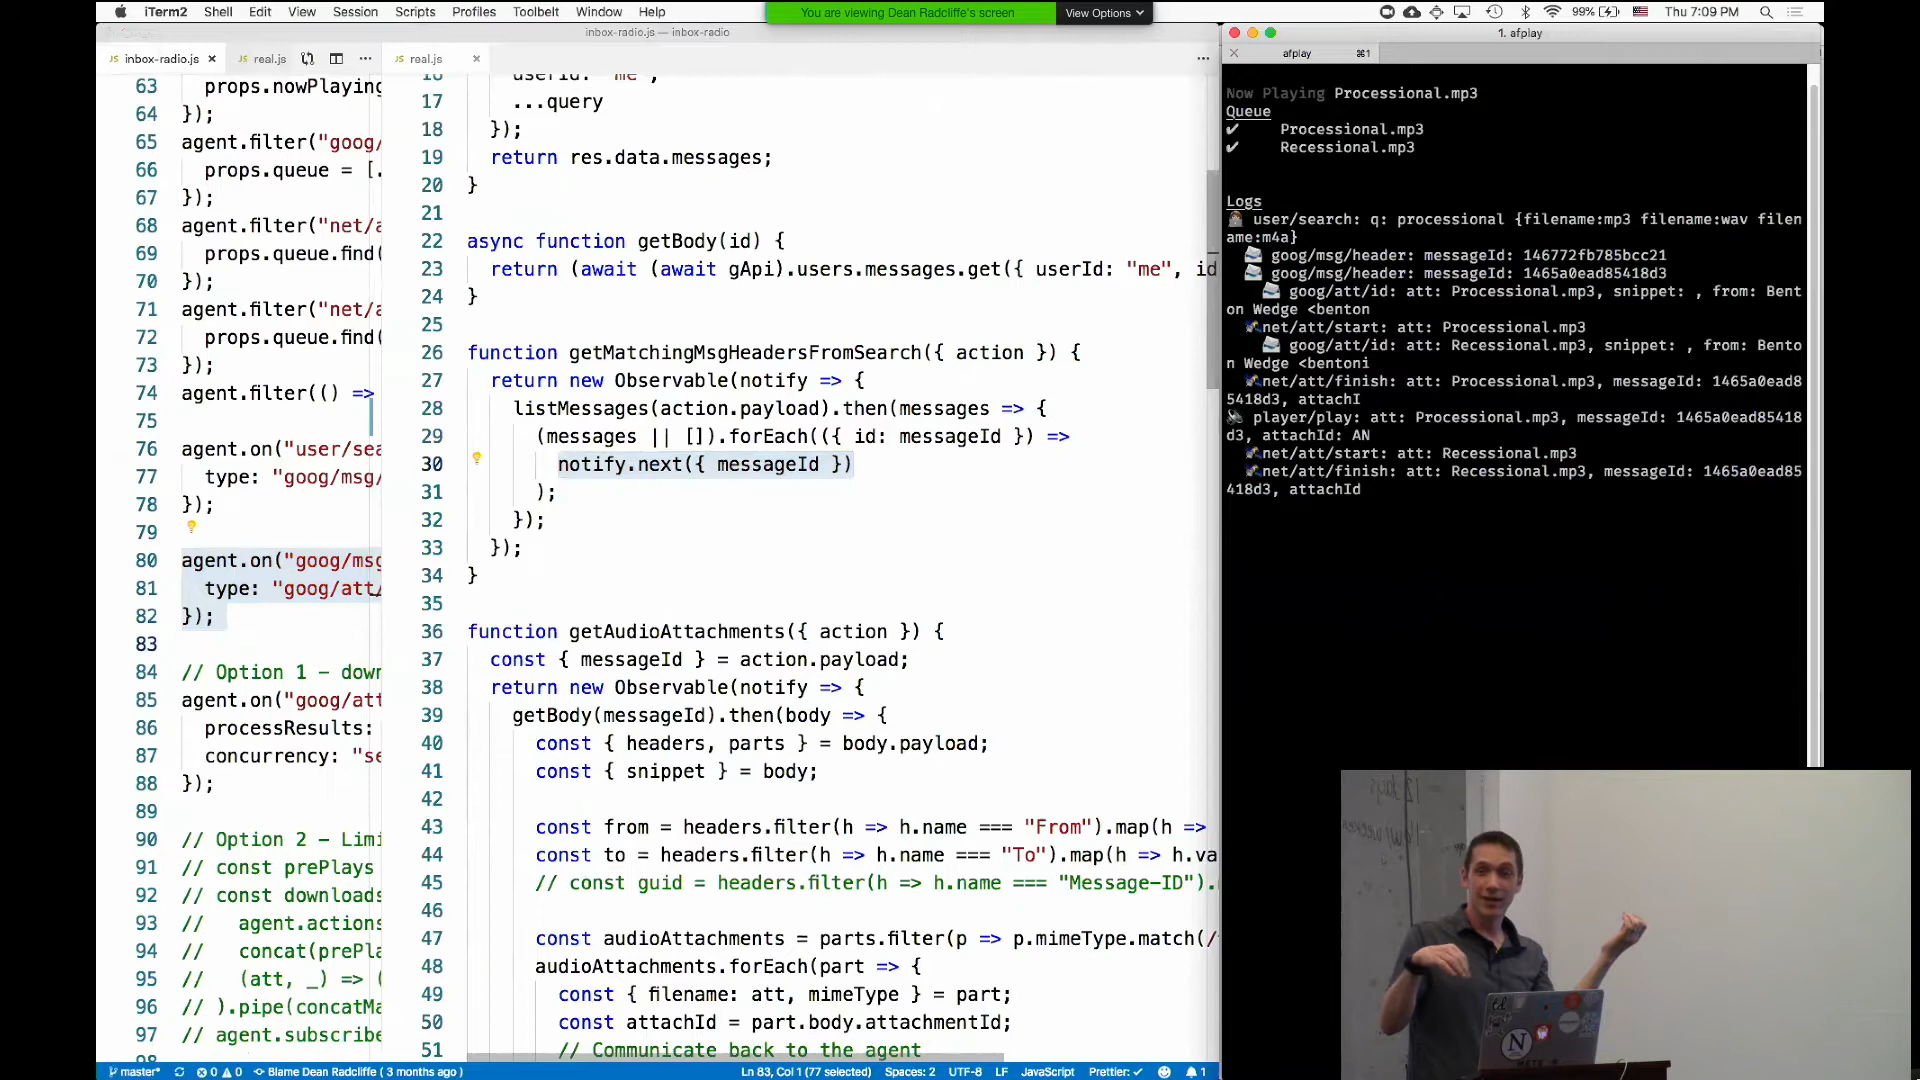 iTerm2 Shell Edit View Session Scripts Profiles Toolbelt Window Help
You are viewing Dean Radcliffe's screen View Options
99% Thu 7:09 PM
inbox-radio.js — inbox-radio
JS inbox-radio.js × JS real.js ···
63 props.nowPlaying
64 });
65 agent.filter("goog/
66 props.queue = [.
67 });
68 agent.filter("net/a
69 props.queue.find(
70 });
71 agent.filter("net/a
72 props.queue.find(
73 });
74 agent.filter(() =>
75
76 agent.on("user/sea
77 type: "goog/msg/
78 });
79
80 agent.on("goog/msg
81 type: "goog/att/
82 });
83
84 // Option 1 – down
85 agent.on("goog/att
86 processResults:
87 concurrency: "se
88 });
89
90 // Option 2 – Limi
91 // const prePlays
92 // const downloads
93 // agent.actions
94 // concat(prePla
95 // (att, _) => (
96 // ).pipe(concatMa
97 // agent.subscribe
98
JS real.js × ···
16 userId: "me",
17 ...query
18 });
19 return res.data.messages;
20 }
21
22 async function getBody(id) {
23 return (await (await gApi).users.messages.get({ userId: "me", id
24 }
25
26 function getMatchingMsgHeadersFromSearch({ action }) {
27 return new Observable(notify => {
28 listMessages(action.payload).then(messages => {
29 (messages || []).forEach(({ id: messageId }) =>
30 notify.next({ messageId })
31 );
32 });
33 });
34 }
35
36 function getAudioAttachments({ action }) {
37 const { messageId } = action.payload;
38 return new Observable(notify => {
39 getBody(messageId).then(body => {
40 const { headers, parts } = body.payload;
41 const { snippet } = body;
42
43 const from = headers.filter(h => h.name === "From").map(h =>
44 const to = headers.filter(h => h.name === "To").map(h => h.va
45 // const guid = headers.filter(h => h.name === "Message-ID").
46
47 const audioAttachments = parts.filter(p => p.mimeType.match(/
48 audioAttachments.forEach(part => {
49 const { filename: att, mimeType } = part;
50 const attachId = part.body.attachmentId;
51 // Communicate back to the agent
master* 0 0 Blame Dean Radcliffe ( 3 months ago ) Ln 83, Col 1 (77 selected) Spaces: 2 UTF-8 LF JavaScript Prettier: ✓ 1
1. afplay
× afplay ⌘1
Now Playing Processional.mp3
Queue
✔ Processional.mp3
✔ Recessional.mp3
Logs
user/search: q: processional {filename:mp3 filename:wav filen
ame:m4a}
goog/msg/header: messageId: 146772fb785bcc21
goog/msg/header: messageId: 1465a0ead85418d3
goog/att/id: att: Processional.mp3, snippet: , from: Bent
on Wedge <benton
net/att/start: att: Processional.mp3
goog/att/id: att: Recessional.mp3, snippet: , from: Bento
n Wedge <bentoni
net/att/finish: att: Processional.mp3, messageId: 1465a0ead8
5418d3, attachI
player/play: att: Processional.mp3, messageId: 1465a0ead85418
d3, attachId: AN
net/att/start: att: Recessional.mp3
net/att/finish: att: Recessional.mp3, messageId: 1465a0ead85
418d3, attachId
12 days
N